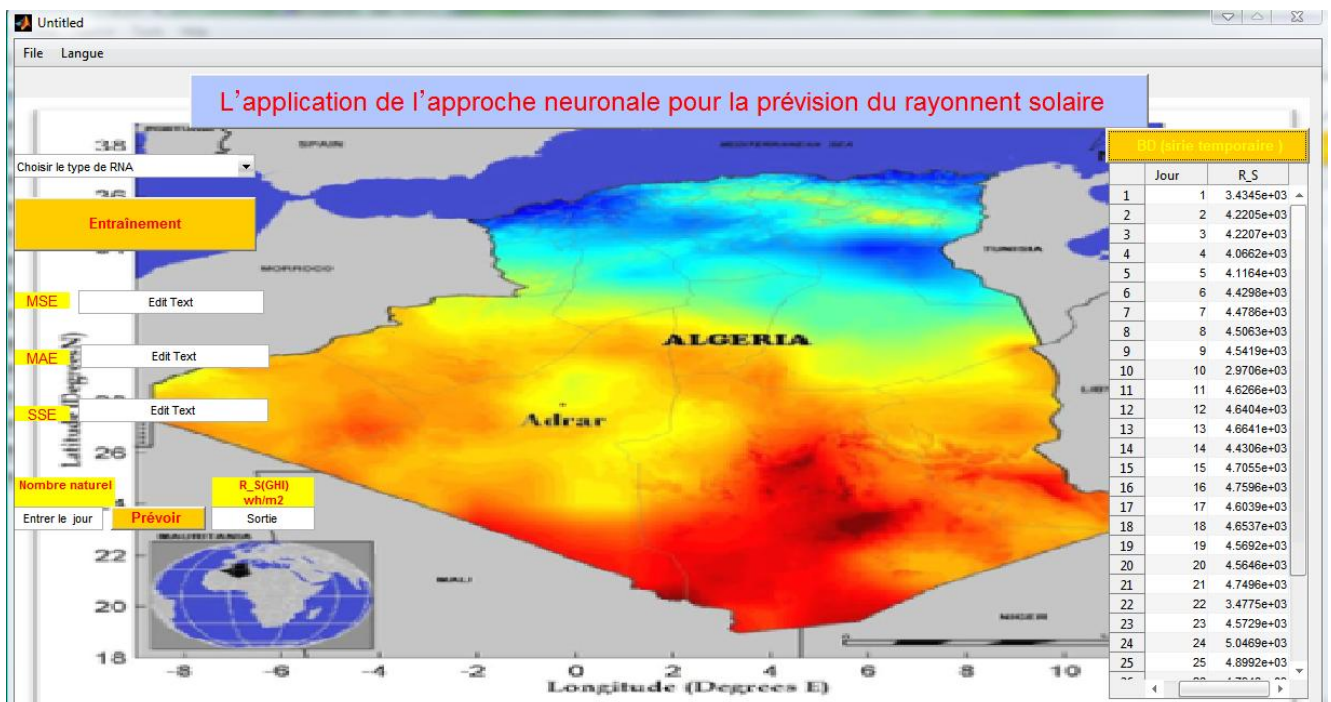 Untitled
File Langue
L'application de l'approche neuronale pour la prévision du rayonnent solaire
BD (sirie temporaire )
Choisir le type de RNA
Entraînement
MSE Edit Text
MAE Edit Text
SSE Edit Text
Nombre naturel
R_S(GHI)
wh/m2
Entrer le jour Prévoir Sortie
SPAIN
MEDITERRANEAN SEA
MORROCO
TUNISIA
ALGERIA
Adrar
MAURITANIA
MALI
NIGER
Latitude (Degrees N)
38
26
22
20
18
-8 -6 -4 -2 0 2 4 6 8 10
Longitude (Degrees E)
Jour R_S
1 1 3.4345e+03
2 2 4.2205e+03
3 3 4.2207e+03
4 4 4.0662e+03
5 5 4.1164e+03
6 6 4.4298e+03
7 7 4.4786e+03
8 8 4.5063e+03
9 9 4.5419e+03
10 10 2.9706e+03
11 11 4.6266e+03
12 12 4.6404e+03
13 13 4.6641e+03
14 14 4.4306e+03
15 15 4.7055e+03
16 16 4.7596e+03
17 17 4.6039e+03
18 18 4.6537e+03
19 19 4.5692e+03
20 20 4.5646e+03
21 21 4.7496e+03
22 22 3.4775e+03
23 23 4.5729e+03
24 24 5.0469e+03
25 25 4.8992e+03